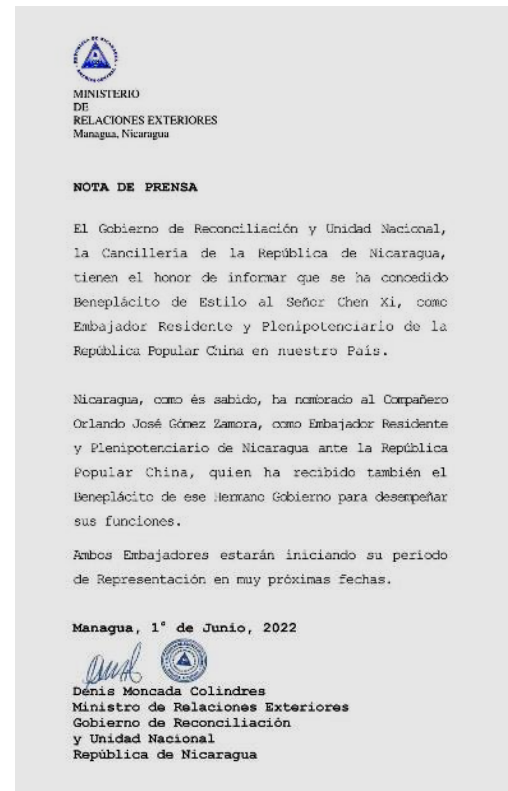 MINISTERIO
DE
RELACIONES EXTERIORES
Managua, Nicaragua
NOTA DE PRENSA
El Gobierno de Reconciliación y Unidad Nacional,
la Cancillería de la República de Nicaragua,
tienen el honor de informar que se ha concedido
Beneplácito de Estilo al Señor Chen Xi, como
Embajador Residente y Plenipotenciario de la
República Popular China en nuestro País.
Nicaragua, como és sabido, ha nombrado al Compañero
Orlando José Gómez Zamora, como Embajador Residente
y Plenipotenciario de Nicaragua ante la República
Popular China, quien ha recibido también el
Beneplácito de ese Hermano Gobierno para desempeñar
sus funciones.
Ambos Embajadores estarán iniciando su período
de Representación en muy próximas fechas.
Managua, 1° de Junio, 2022
Denis Moncada Colindres
Ministro de Relaciones Exteriores
Gobierno de Reconciliación
y Unidad Nacional
República de Nicaragua